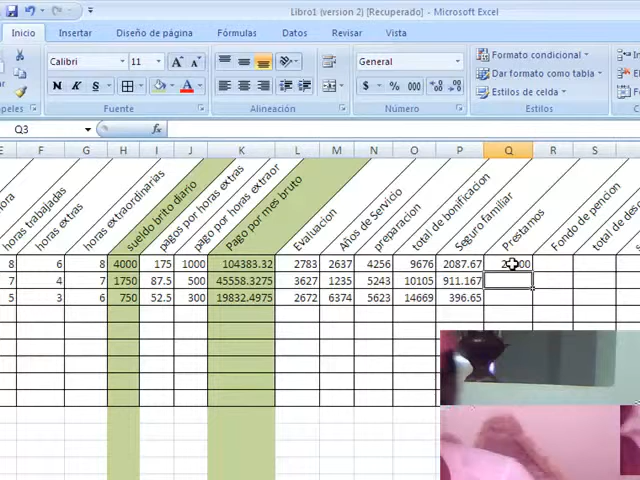 Libro1 (version 2) [Recuperado] - Microsoft Excel
Inicio Insertar Diseño de página Fórmulas Datos Revisar Vista
Calibri 11 A A General Formato condicional
N K S A $ % 000 Dar formato como tabla
Estilos de celda
Fuente Alineación Número Estilos
Q3 fx
F G H I J K L M N O P Q R S
horas trabajadas
horas extras
horas extraordinarias
sueldo brito diario
pagos por horas extras
pago por horas extraor
Pago por mes bruto
Evaluacion
Años de Servicio
preparacion
total de bonificacion
Seguro familiar
Prestamos
Fondo de pencion
8 6 8 4000 175 1000 104383.32 2783 2637 4256 9676 2087.67
7 4 7 1750 87.5 500 45558.3275 3627 1235 5243 10105 911.167
5 3 6 750 52.5 300 19832.4975 2672 6374 5623 14669 396.65